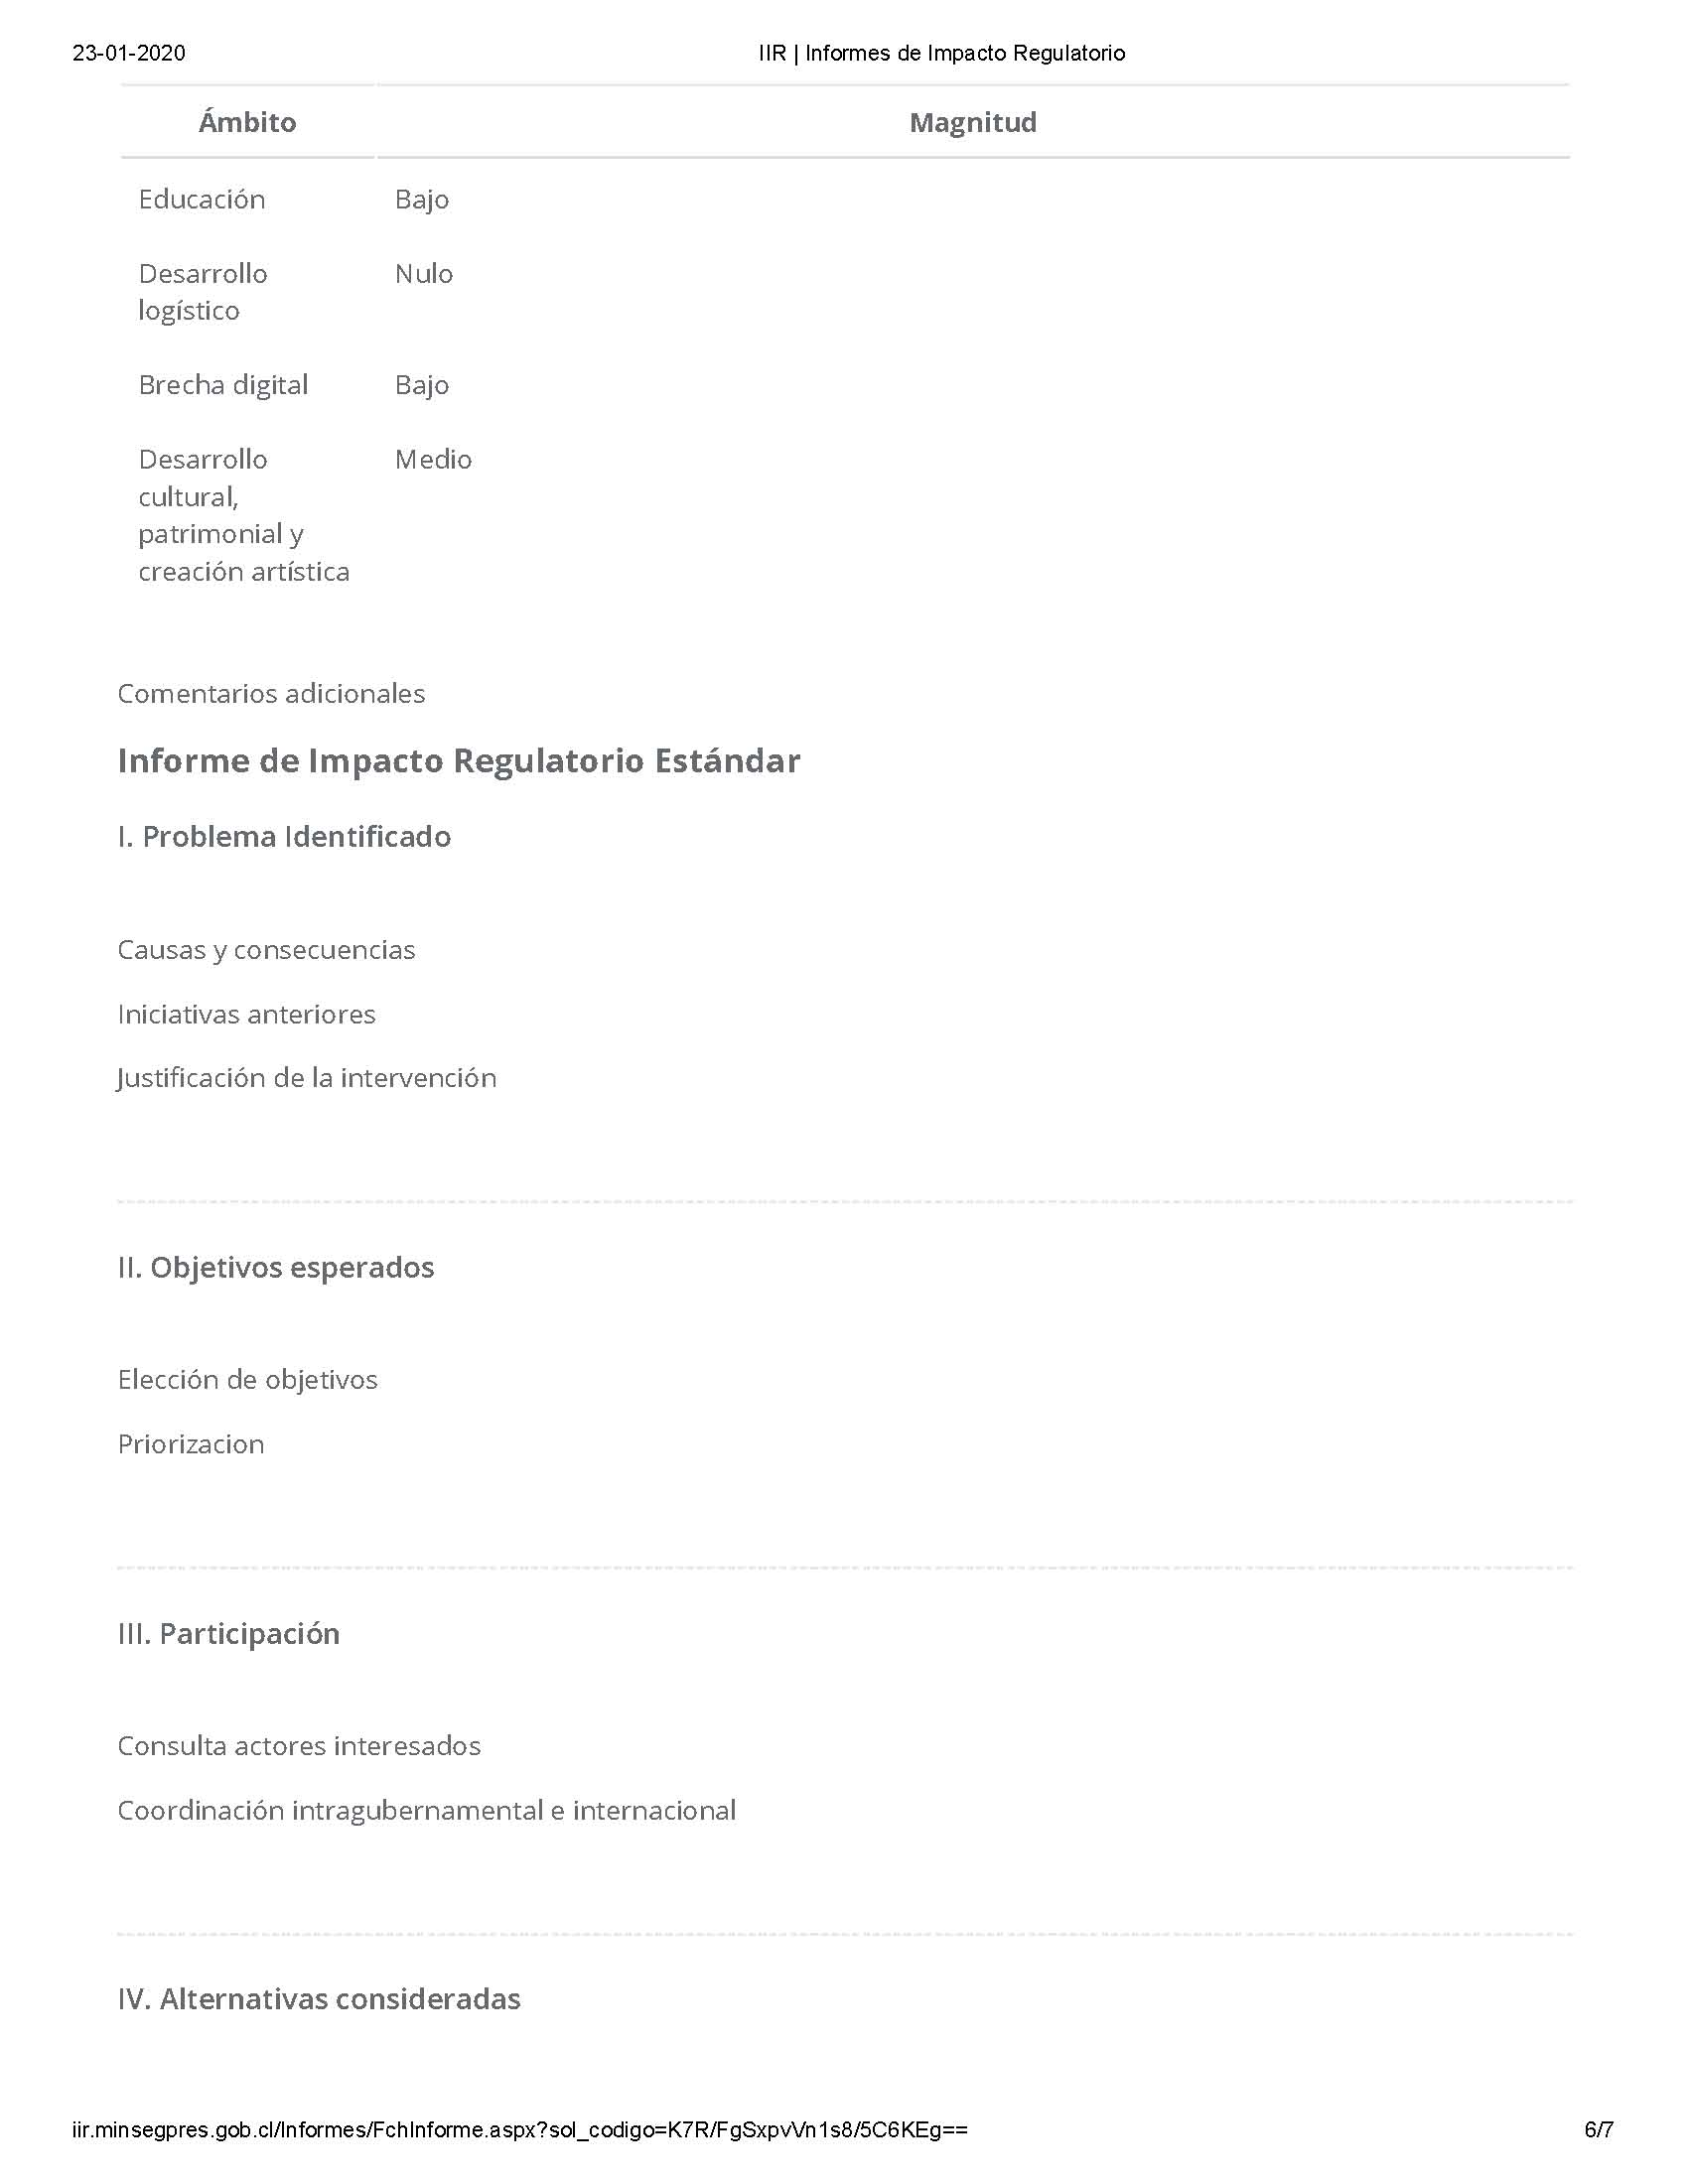 23-01-2020 IIR | Informes de Impacto Regulatorio
Ámbito Magnitud
Educación Bajo
Desarrollo Nulo
logístico
Brecha digital Bajo
Desarrollo Medio
cultural,
patrimonial y
creación artística
Comentarios adicionales
Informe de Impacto Regulatorio Estándar
I. Problema Identificado
Causas y consecuencias
Iniciativas anteriores
Justificación de la intervención
II. Objetivos esperados
Elección de objetivos
Priorizacion
III. Participación
Consulta actores interesados
Coordinación intragubernamental e internacional
IV. Alternativas consideradas
iir.minsegpres.gob.cl/Informes/FchInforme.aspx?sol_codigo=K7R/FgSxpvVn1s8/5C6KEg== 6/7